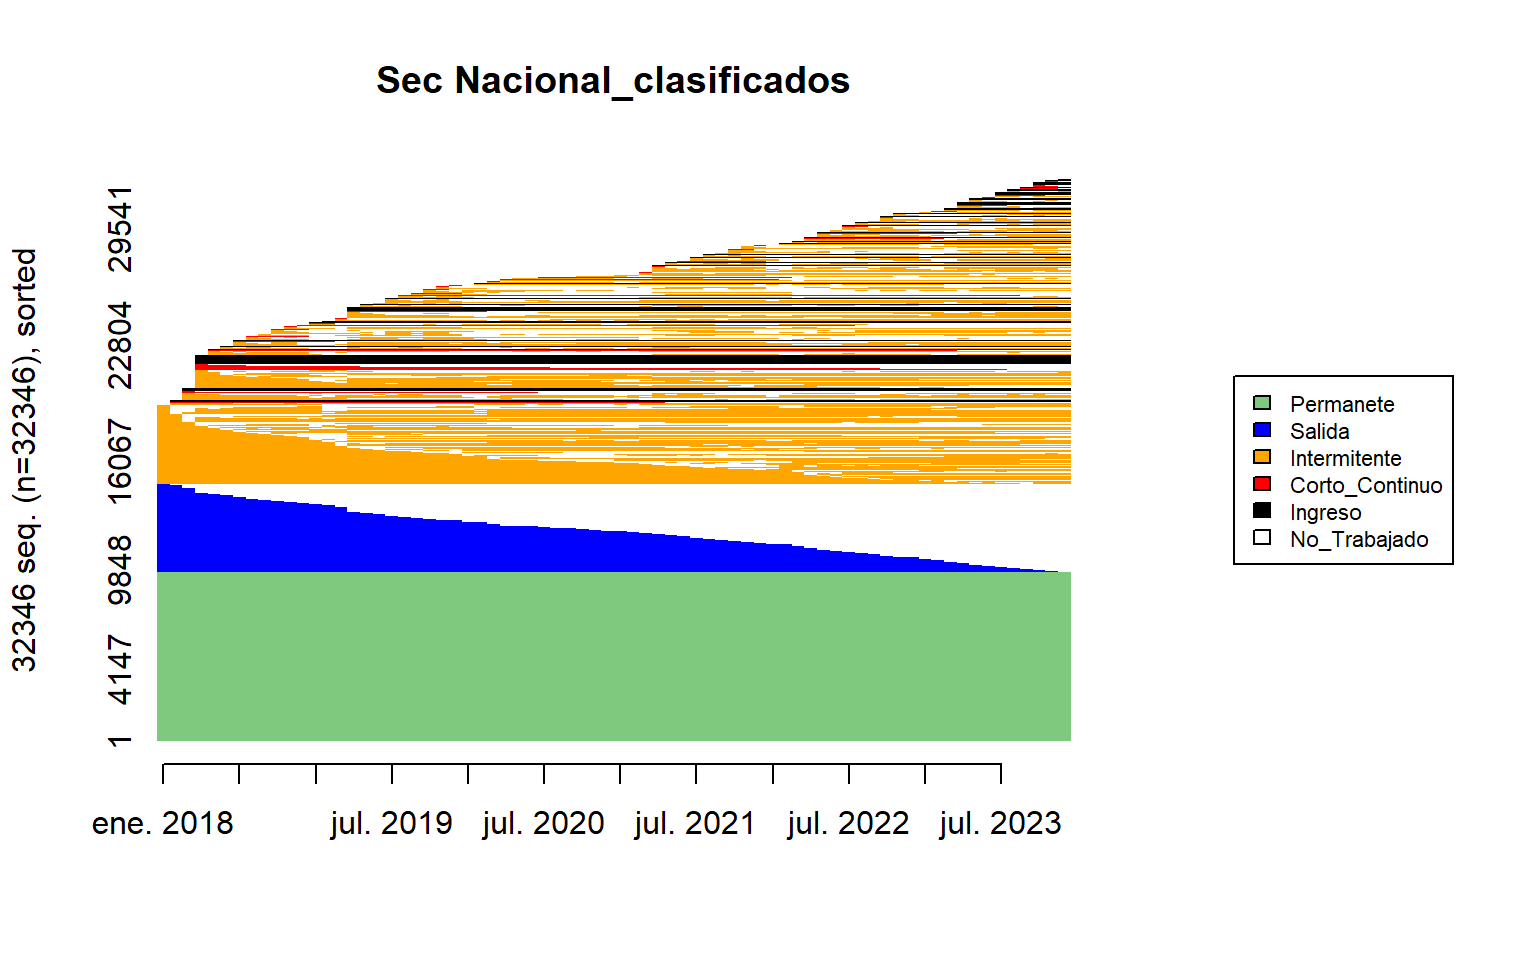 Sec Nacional_clasificados
32346 seq. (n=32346), sorted
29541
22804
16067
9848
4147
1
ene. 2018 jul. 2019 jul. 2020 jul. 2021 jul. 2022 jul. 2023
Permanete
Salida
Intermitente
Corto_Continuo
Ingreso
No_Trabajado